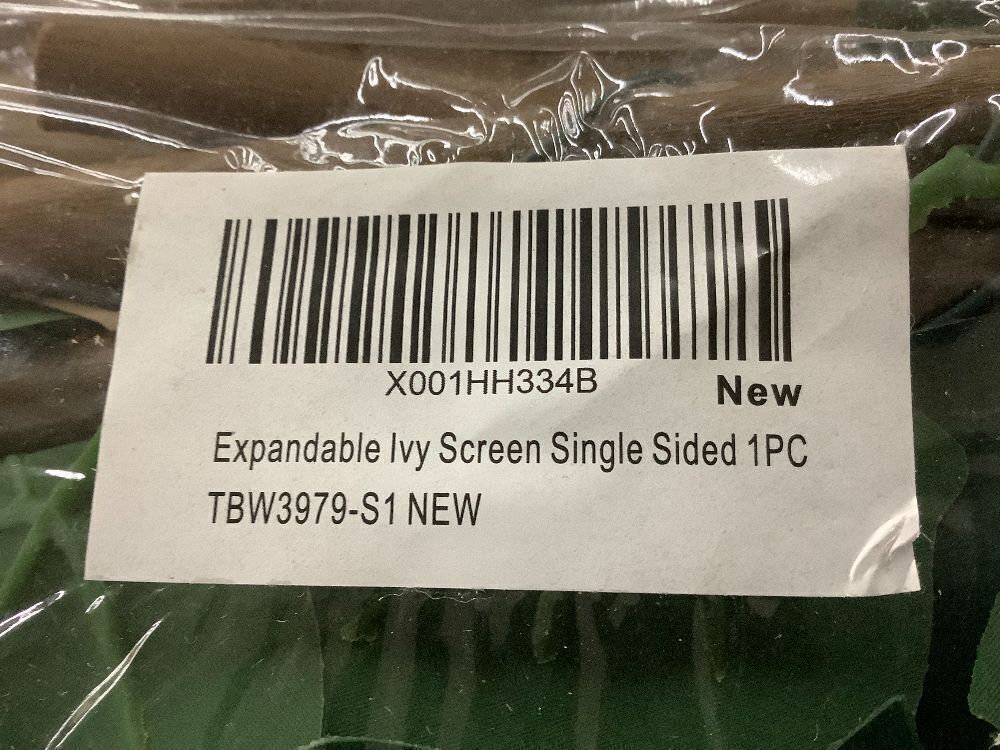 X001HH334B
New
Expandable Ivy Screen Single Sided 1PC
TBW3979-S1 NEW